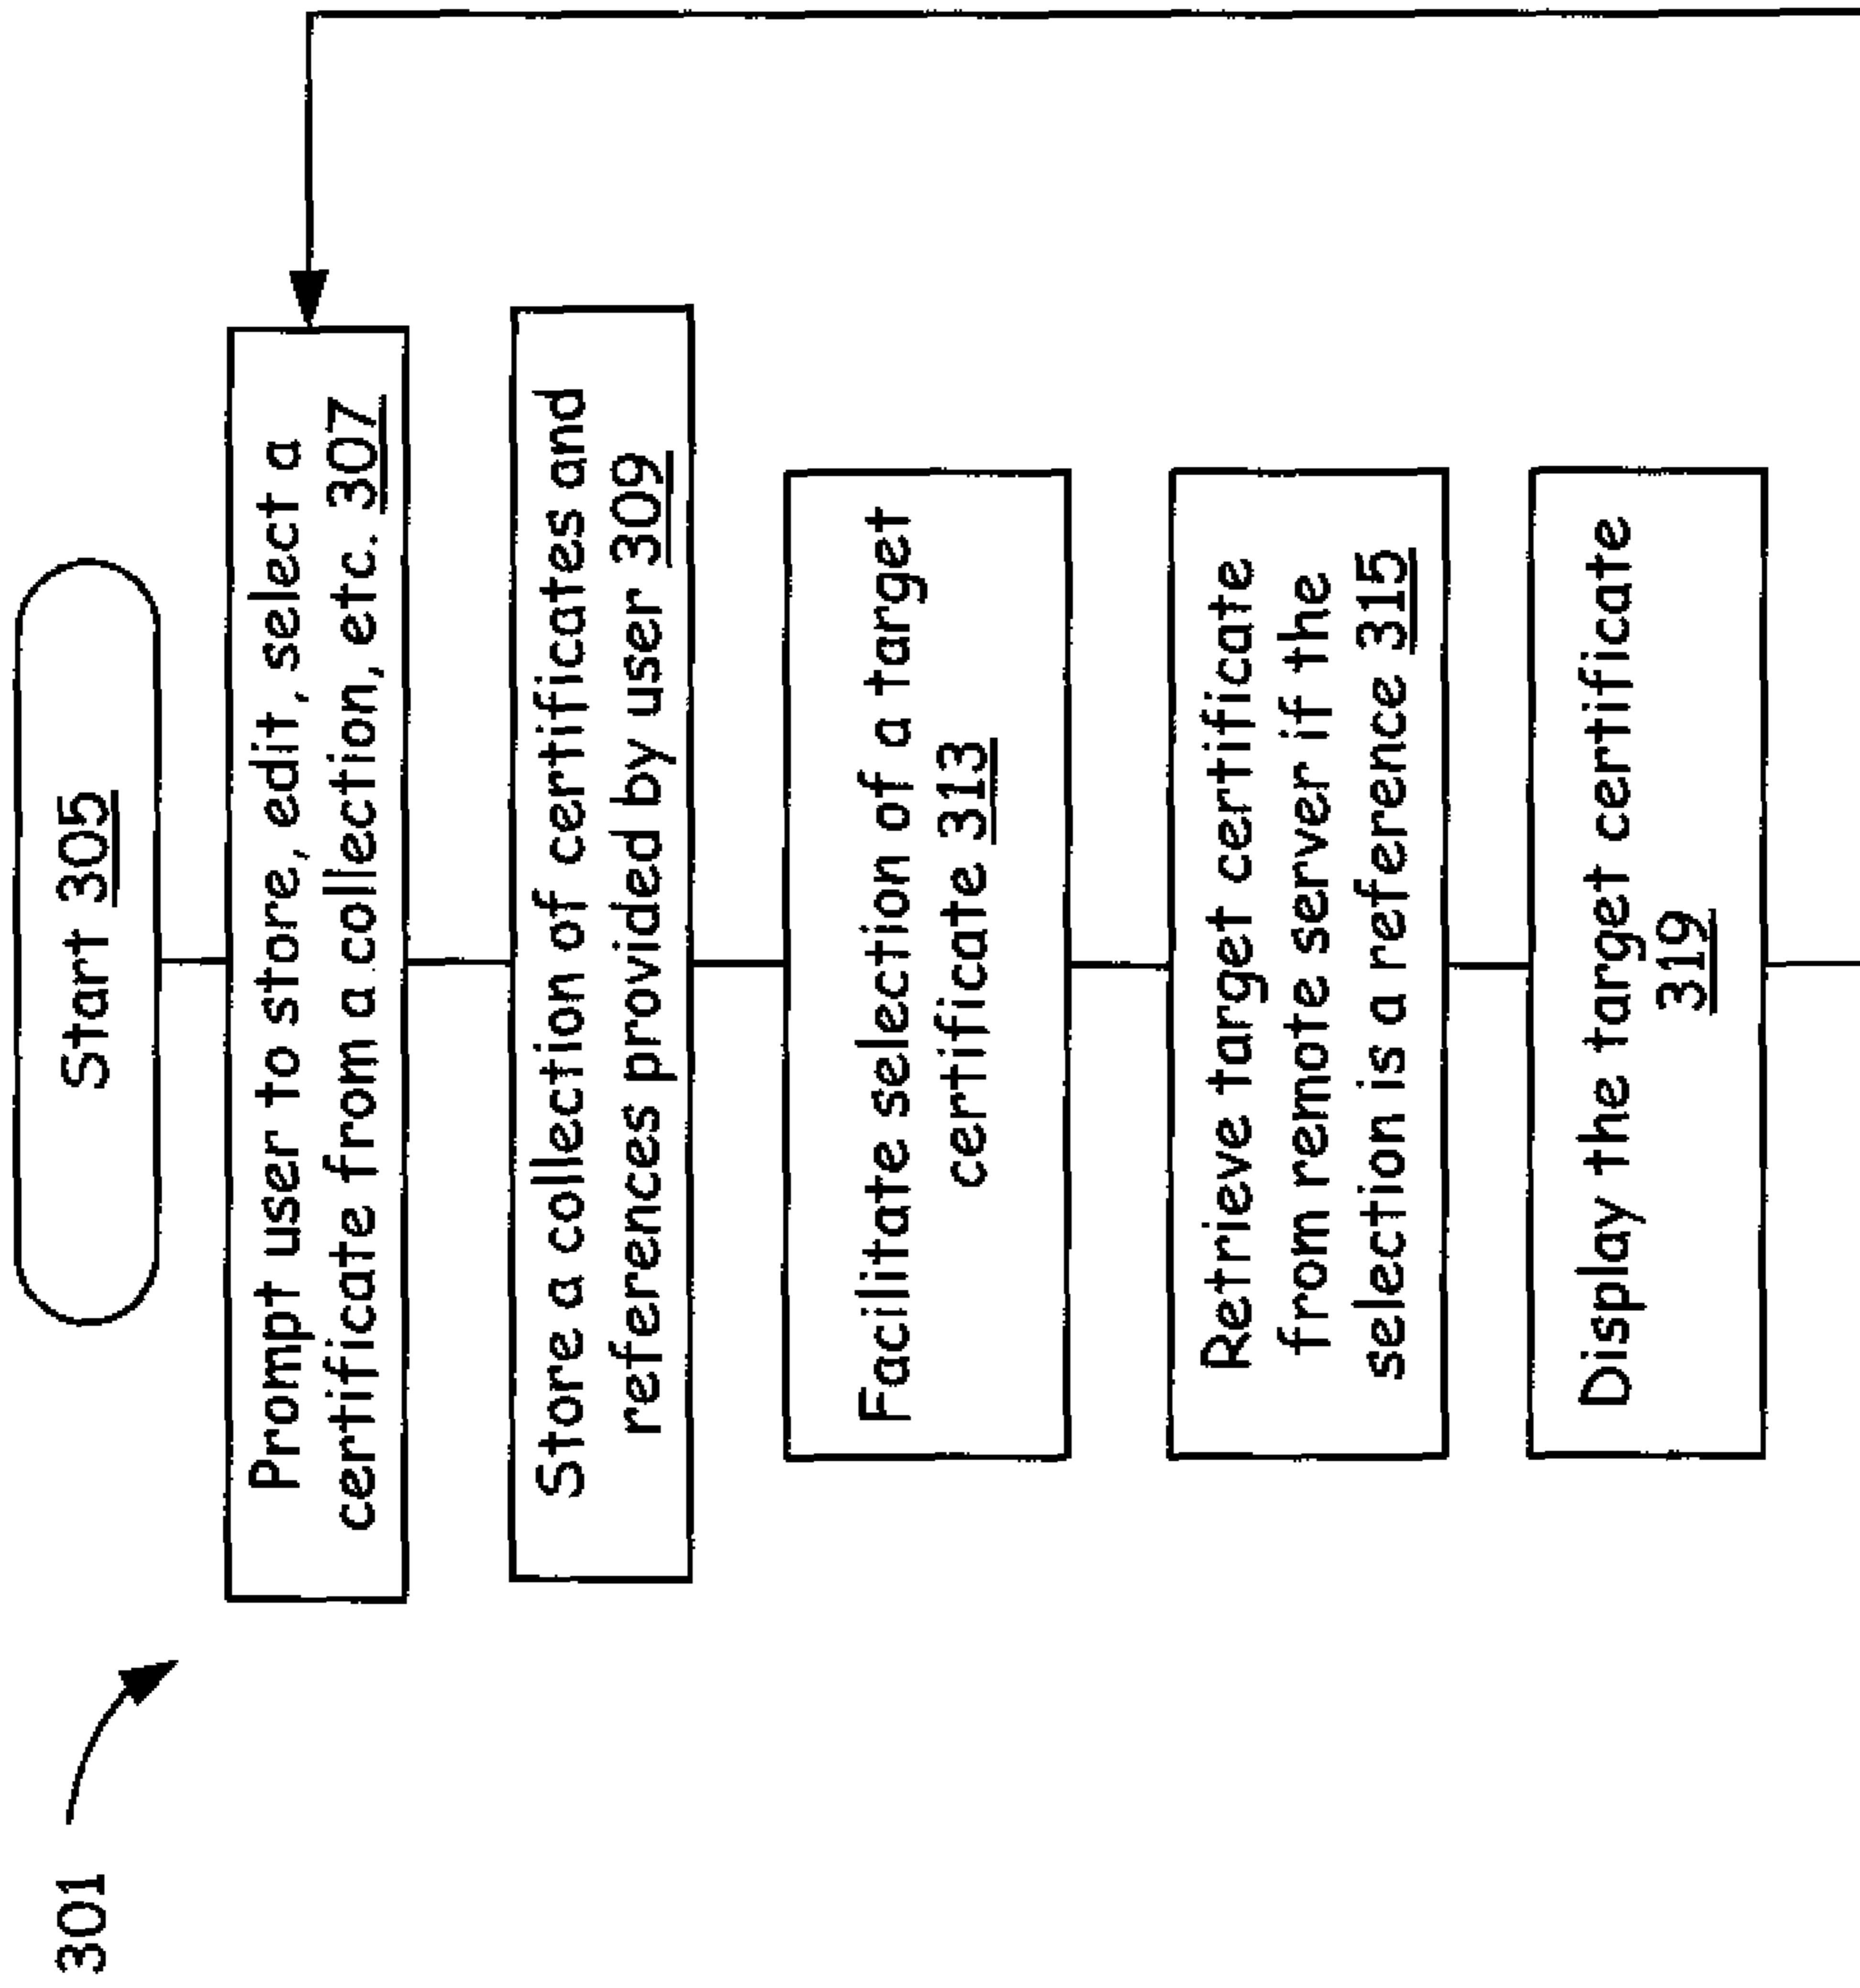 301
Start 305
Prompt user to store, edit, select a
certificate from a collection, etc. 307
Store a collection of certificates and
references provided by user 309
Facilitate selection of a target
certificate 313
Retrieve target certificate
from remote server if the
selection is a reference 315
Display the target certificate
319